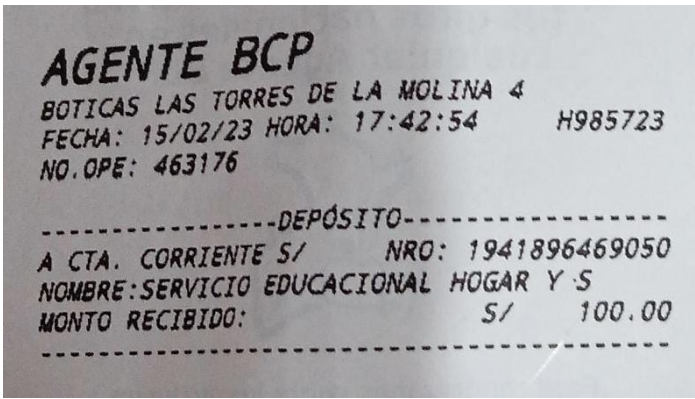 AGENTE BCP
BOTICAS LAS TORRES DE LA MOLINA 4
FECHA: 15/02/23 HORA: 17:42:54 H985723
NO.OPE: 463176
-----------------DEPÓSITO-----------------
A CTA. CORRIENTE S/ NRO: 1941896469050
NOMBRE:SERVICIO EDUCACIONAL HOGAR Y S
MONTO RECIBIDO: S/ 100.00
------------------------------------------